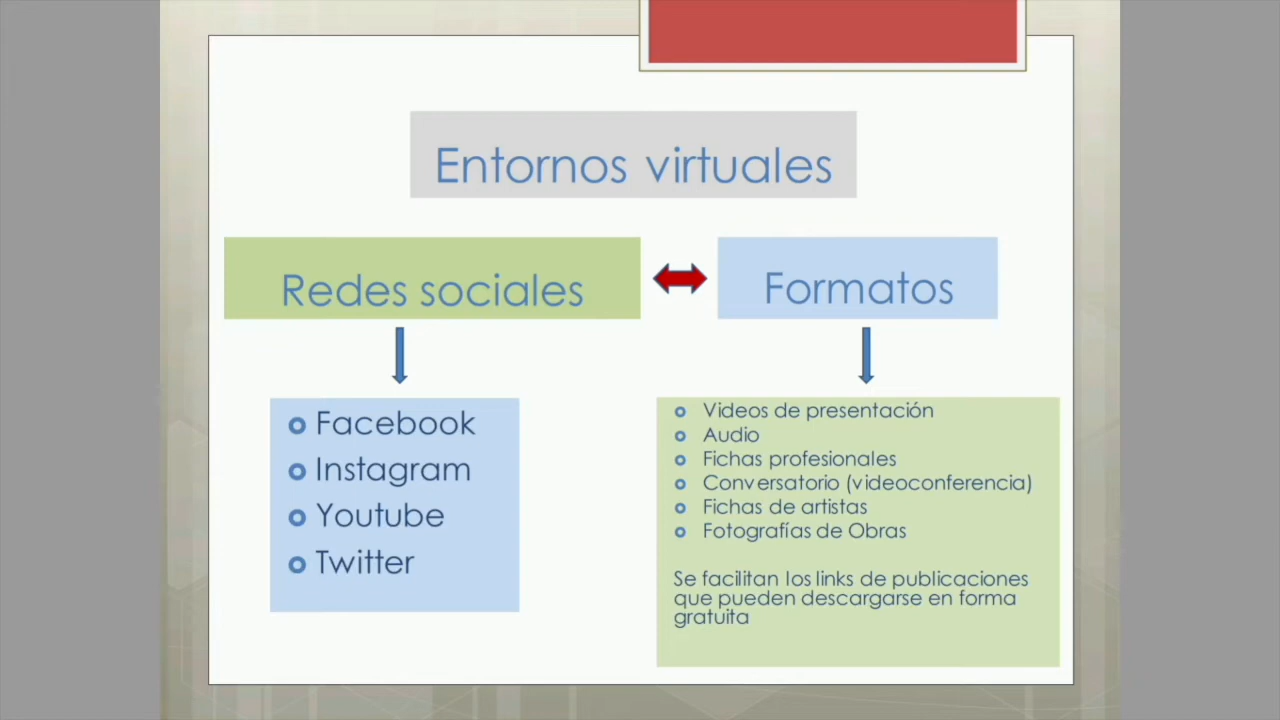 Entornos virtuales
Redes sociales
Formatos
Facebook
Instagram
Youtube
Twitter
Videos de presentación
Audio
Fichas profesionales
Conversatorio (videoconferencia)
Fichas de artistas
Fotografías de Obras
Se facilitan los links de publicaciones
que pueden descargarse en forma
gratuita